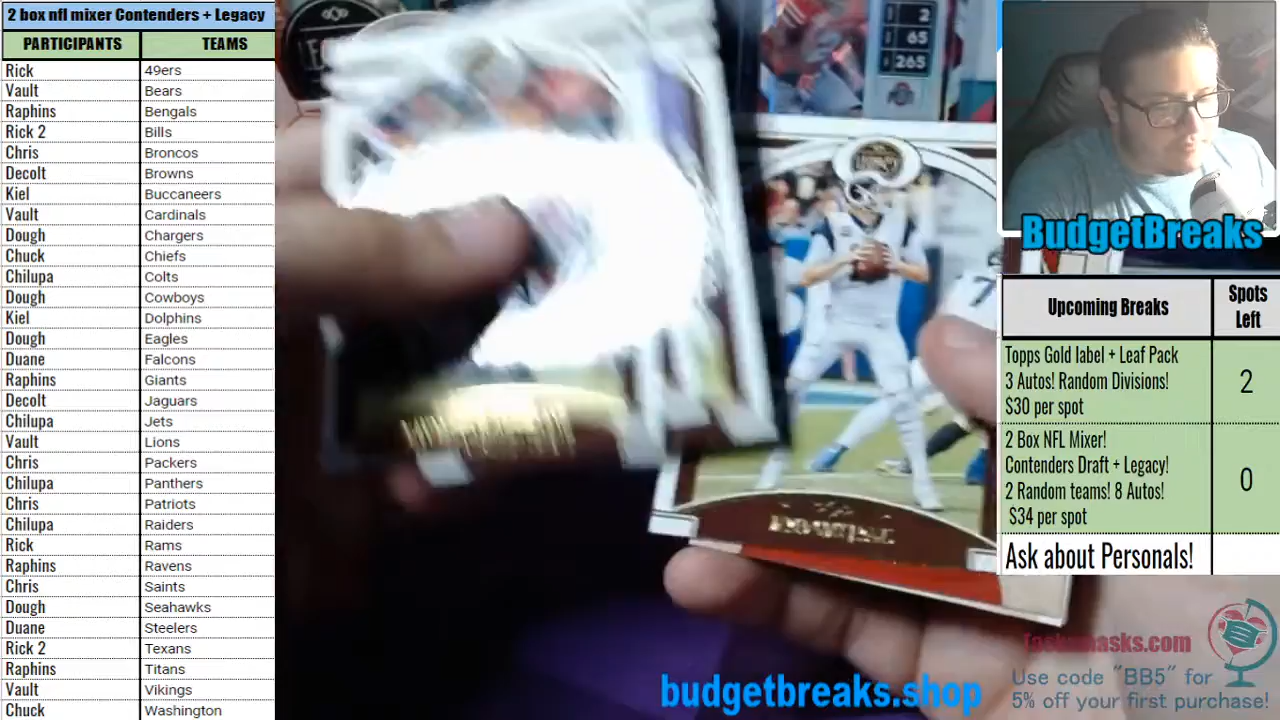 2 box nfl mixer Contenders + Legacy
PARTICIPANTS TEAMS
Rick 49ers
Vault Bears
Raphins Bengals
Rick 2 Bills
Chris Broncos
Decolt Browns
Kiel Buccaneers
Vault Cardinals
Dough Chargers
Chuck Chiefs
Chilupa Colts
Dough Cowboys
Kiel Dolphins
Dough Eagles
Duane Falcons
Raphins Giants
Decolt Jaguars
Chilupa Jets
Vault Lions
Chris Packers
Chilupa Panthers
Chris Patriots
Chilupa Raiders
Rick Rams
Raphins Ravens
Chris Saints
Dough Seahawks
Duane Steelers
Rick 2 Texans
Raphins Titans
Vault Vikings
Chuck Washington
2
65
265
BudgetBreaks
Upcoming Breaks Spots Left
Topps Gold label + Leaf Pack
3 Autos! Random Divisions!
$30 per spot
2
2 Box NFL Mixer!
Contenders Draft + Legacy!
2 Random teams! 8 Autos!
$34 per spot
0
Ask about Personals!
masks.com
Use code "BB5" for
5% off your first purchase!
budgetbreaks.shop